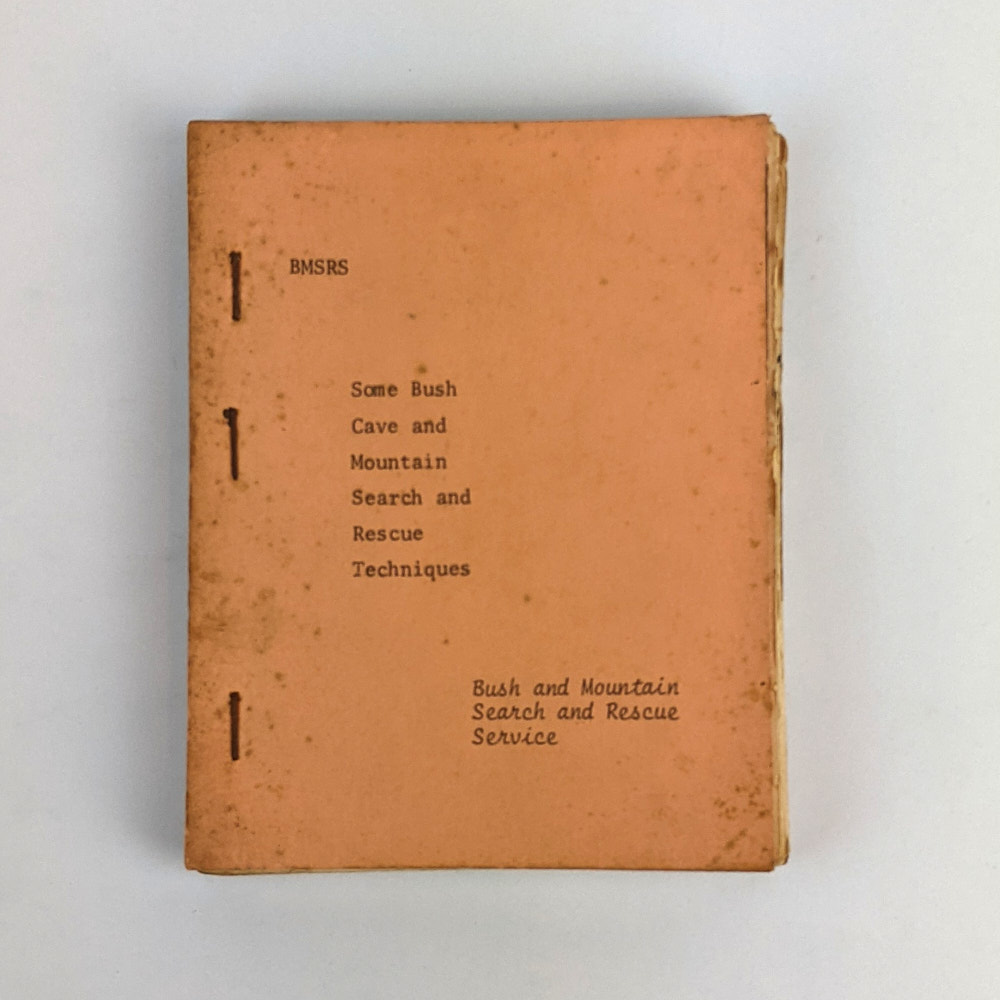 BMSRS
Some Bush
Cave and
Mountain
Search and
Rescue
Techniques
Bush and Mountain
Search and Rescue
Service